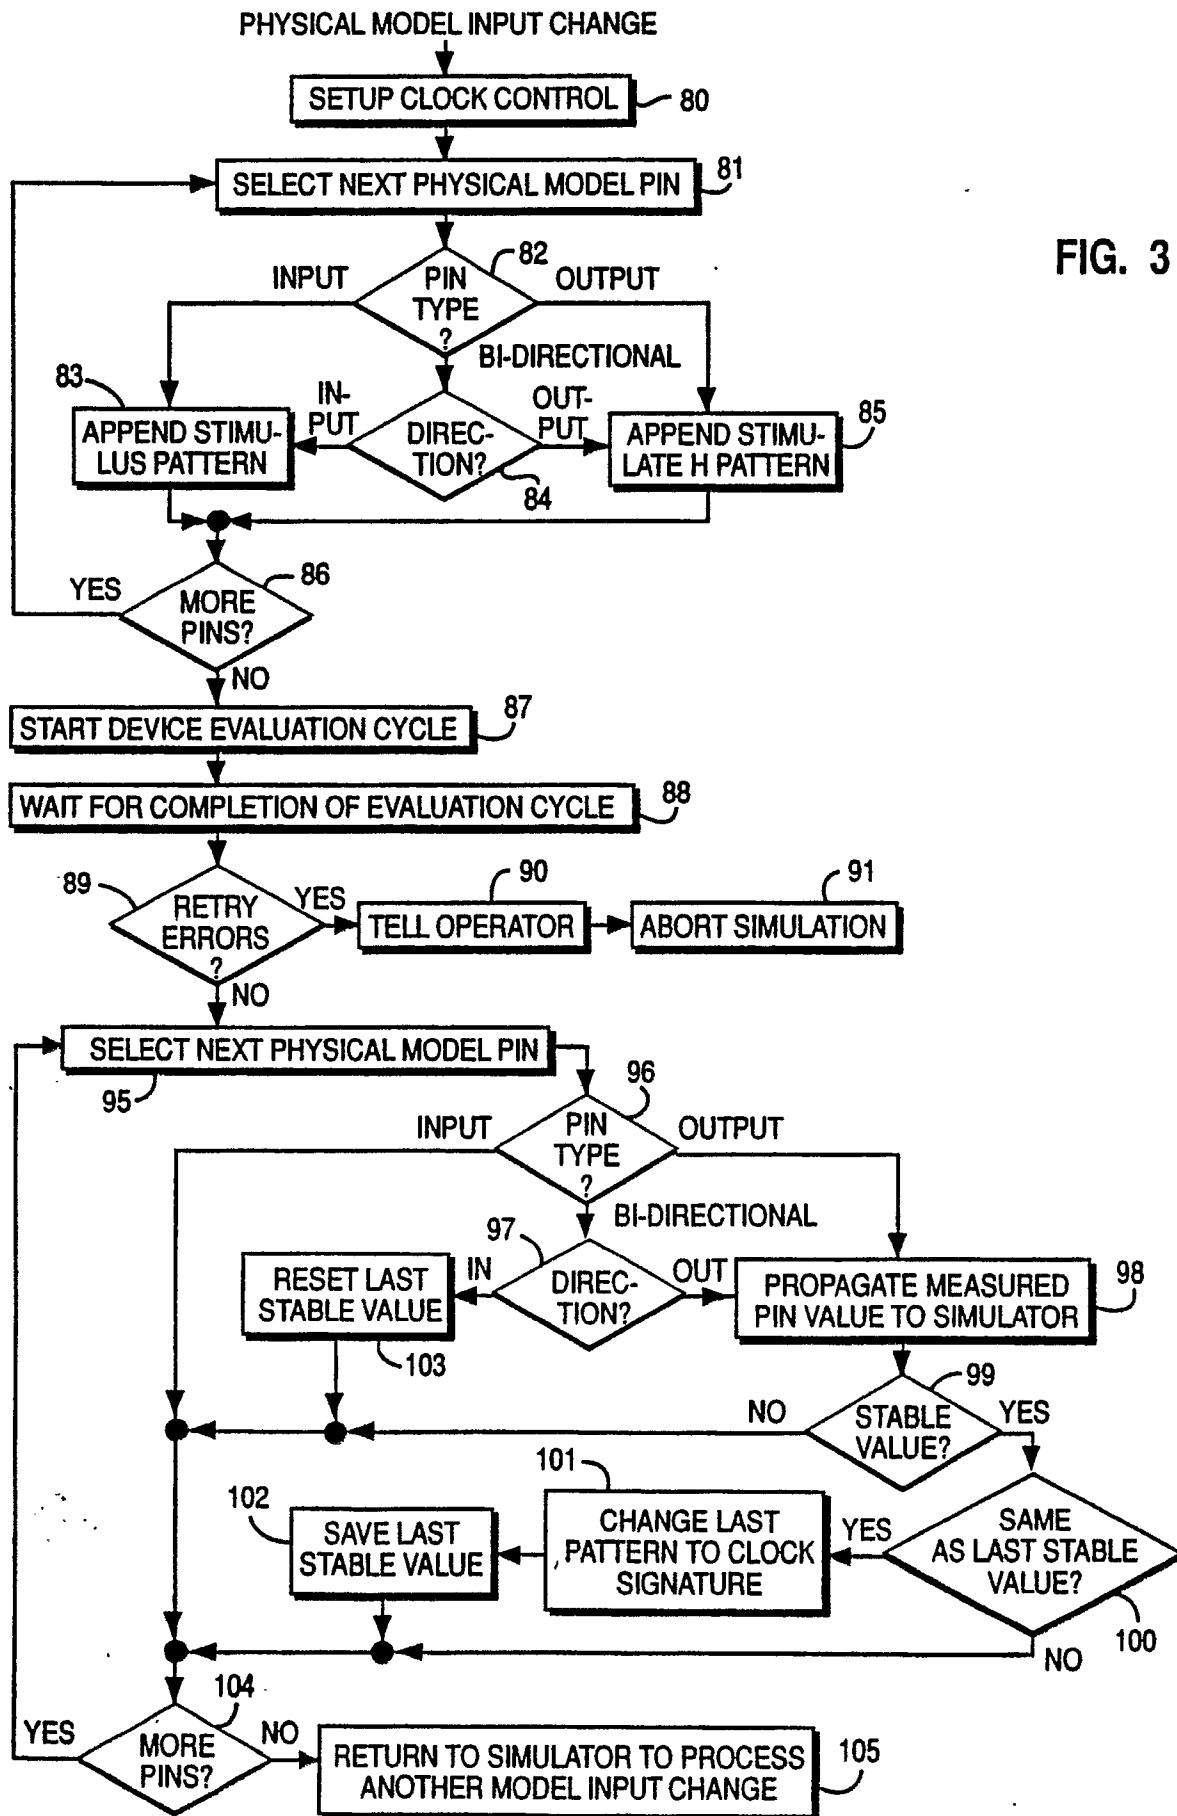 PHYSICAL MODEL INPUT CHANGE
SETUP CLOCK CONTROL
80
SELECT NEXT PHYSICAL MODEL PIN
81
FIG. 3
82
INPUT
PIN
TYPE
?
OUTPUT
BI-DIRECTIONAL
83
IN-
PUT
OUT-
PUT
85
APPEND STIMU-
LUS PATTERN
DIREC-
TION?
84
APPEND STIMU-
LATE H PATTERN
86
YES
MORE
PINS?
NO
START DEVICE EVALUATION CYCLE
87
WAIT FOR COMPLETION OF EVALUATION CYCLE
88
89
RETRY
ERRORS
?
YES
90
TELL OPERATOR
91
ABORT SIMULATION
NO
SELECT NEXT PHYSICAL MODEL PIN
95
96
INPUT
PIN
TYPE
?
OUTPUT
BI-DIRECTIONAL
97
RESET LAST
STABLE VALUE
IN
DIREC-
TION?
OUT
PROPAGATE MEASURED
PIN VALUE TO SIMULATOR
98
103
99
NO
STABLE
VALUE?
YES
101
102
SAVE LAST
STABLE VALUE
CHANGE LAST
PATTERN TO CLOCK
SIGNATURE
YES
SAME
AS LAST STABLE
VALUE?
100
NO
104
YES
MORE
PINS?
NO
RETURN TO SIMULATOR TO PROCESS
ANOTHER MODEL INPUT CHANGE
105